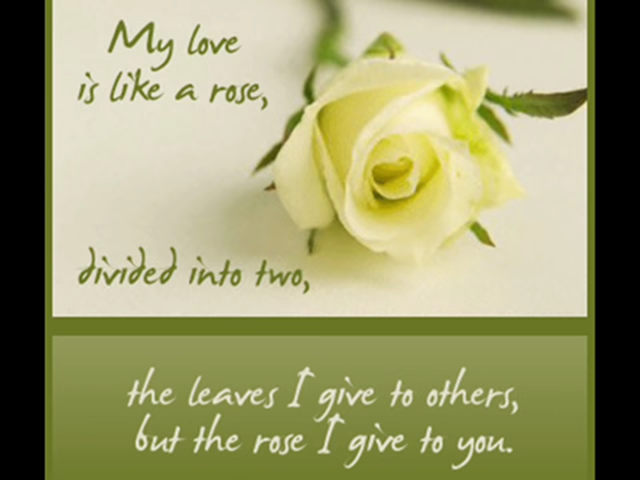 My love
is like a rose,
divided into two,
the leaves I give to others,
but the rose I give to you.